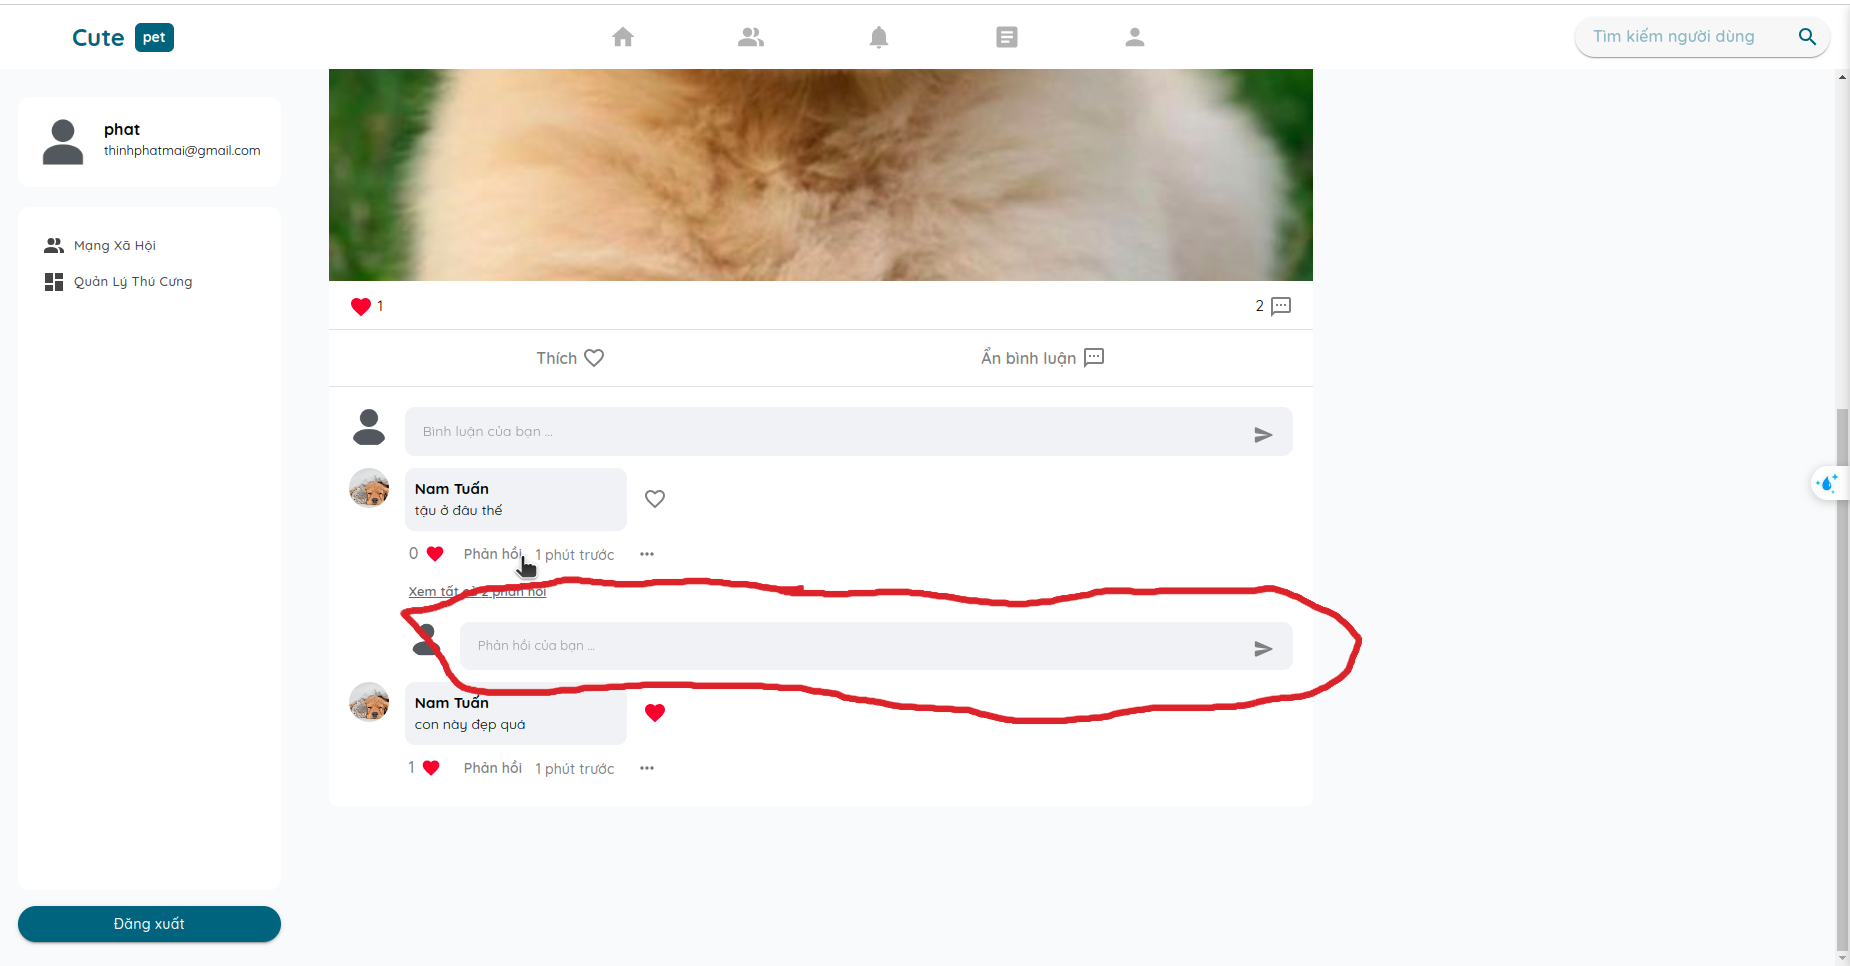 Cute pet
Tìm kiếm người dùng
phat
thinhphatmai@gmail.com
Mạng Xã Hội
Quản Lý Thú Cưng
1
2
Thích
Ẩn bình luận
Bình luận của bạn ...
Nam Tuấn
tậu ở đâu thế
0 Phản hồi 1 phút trước
Xem tất cả 2 phản hồi
Phản hồi của bạn ...
Nam Tuấn
con này đẹp quá
1 Phản hồi 1 phút trước
Đăng xuất